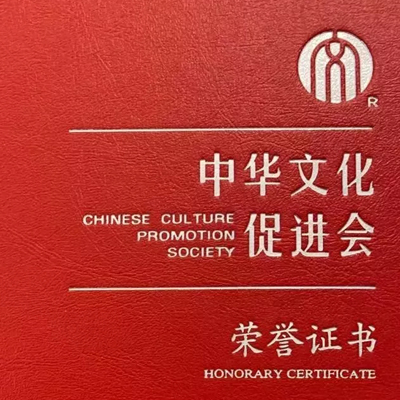 ®
中华文化
CHINESE CULTURE
PROMOTION
SOCIETY
促进会
荣誉证书
HONORARY CERTIFICATE